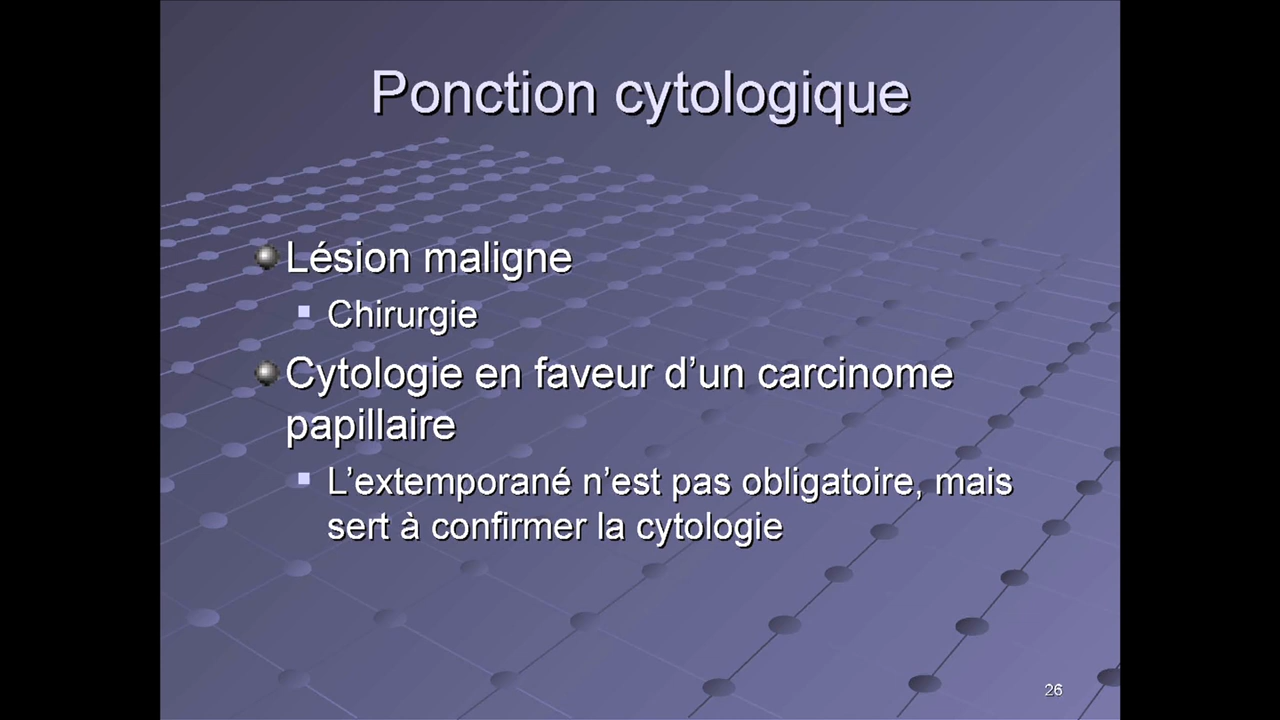 Ponction cytologique
Lésion maligne
Chirurgie
Cytologie en faveur d’un carcinome
papillaire
L’extemporané n’est pas obligatoire, mais
sert à confirmer la cytologie
26